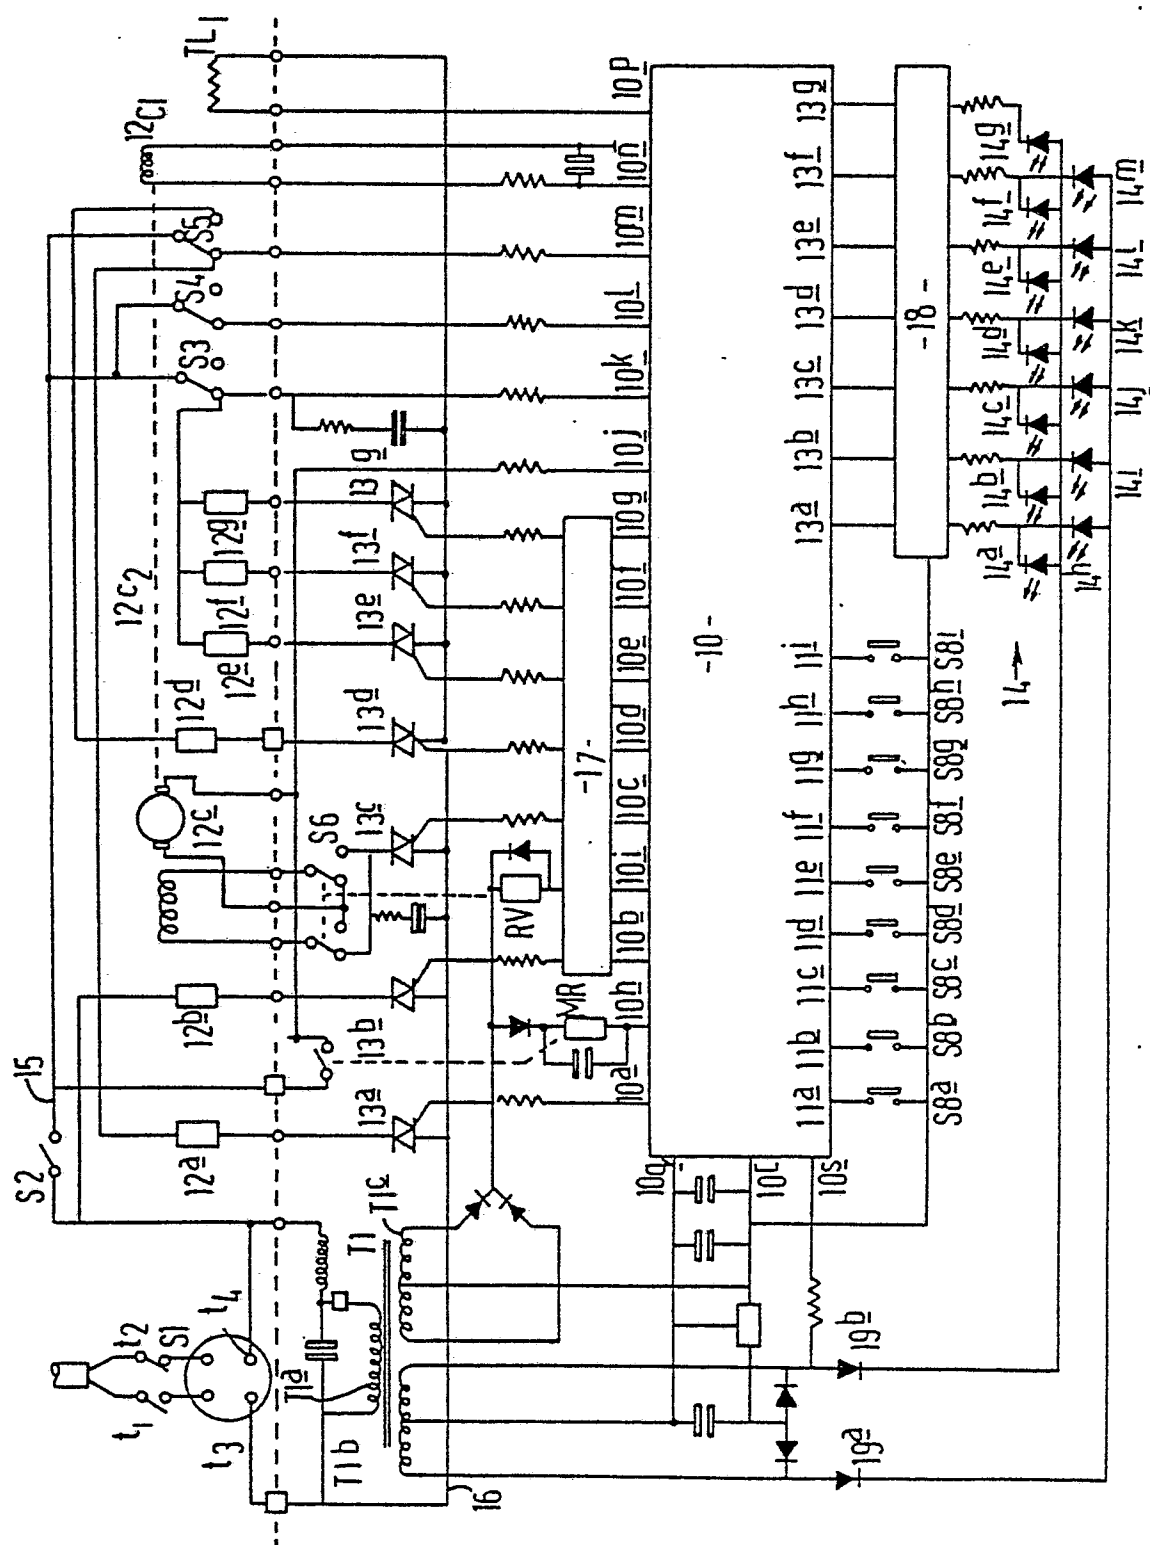 TL1
12C1
S5
S4
S3
12c2
12g
12f
12e
12d
12c
12b
12a
S2
15
S6
13g
13f
13e
13d
13c
13b
13a
RV
MR
T1
T1c
T1a
T1b
t1
t2
S1
t3
t4
16
10p
10n
10m
10l
10k
10j
10g
10f
10e
10d
10c
10i
10b
10h
10a
-17-
-10-
10q
10r
10s
13g
13f
13e
13d
13c
13b
13a
-18-
11i
11h
11g
11f
11e
11d
11c
11b
11a
S8i
S8h
S8g
S8f
S8e
S8d
S8c
S8b
S8a
14g
14f
14e
14d
14c
14b
14a
14m
14l
14k
14j
14i
14h
14
19b
19a